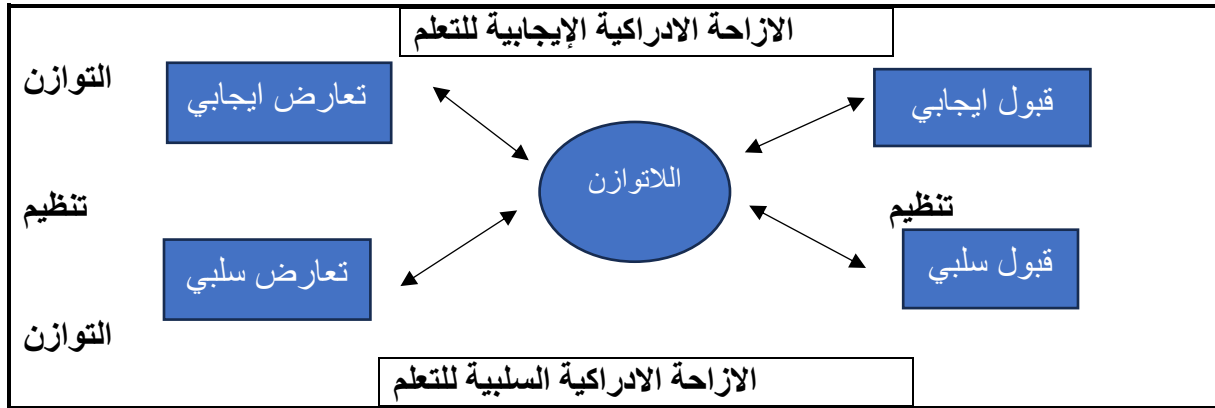 الازاحة الادراكية الإيجابية للتعلم
قبول ايجابي
تعارض ايجابي
التوازن
اللاتوازن
تنظيم
تنظيم
قبول سلبي
تعارض سلبي
التوازن
الازاحة الادراكية السلبية للتعلم